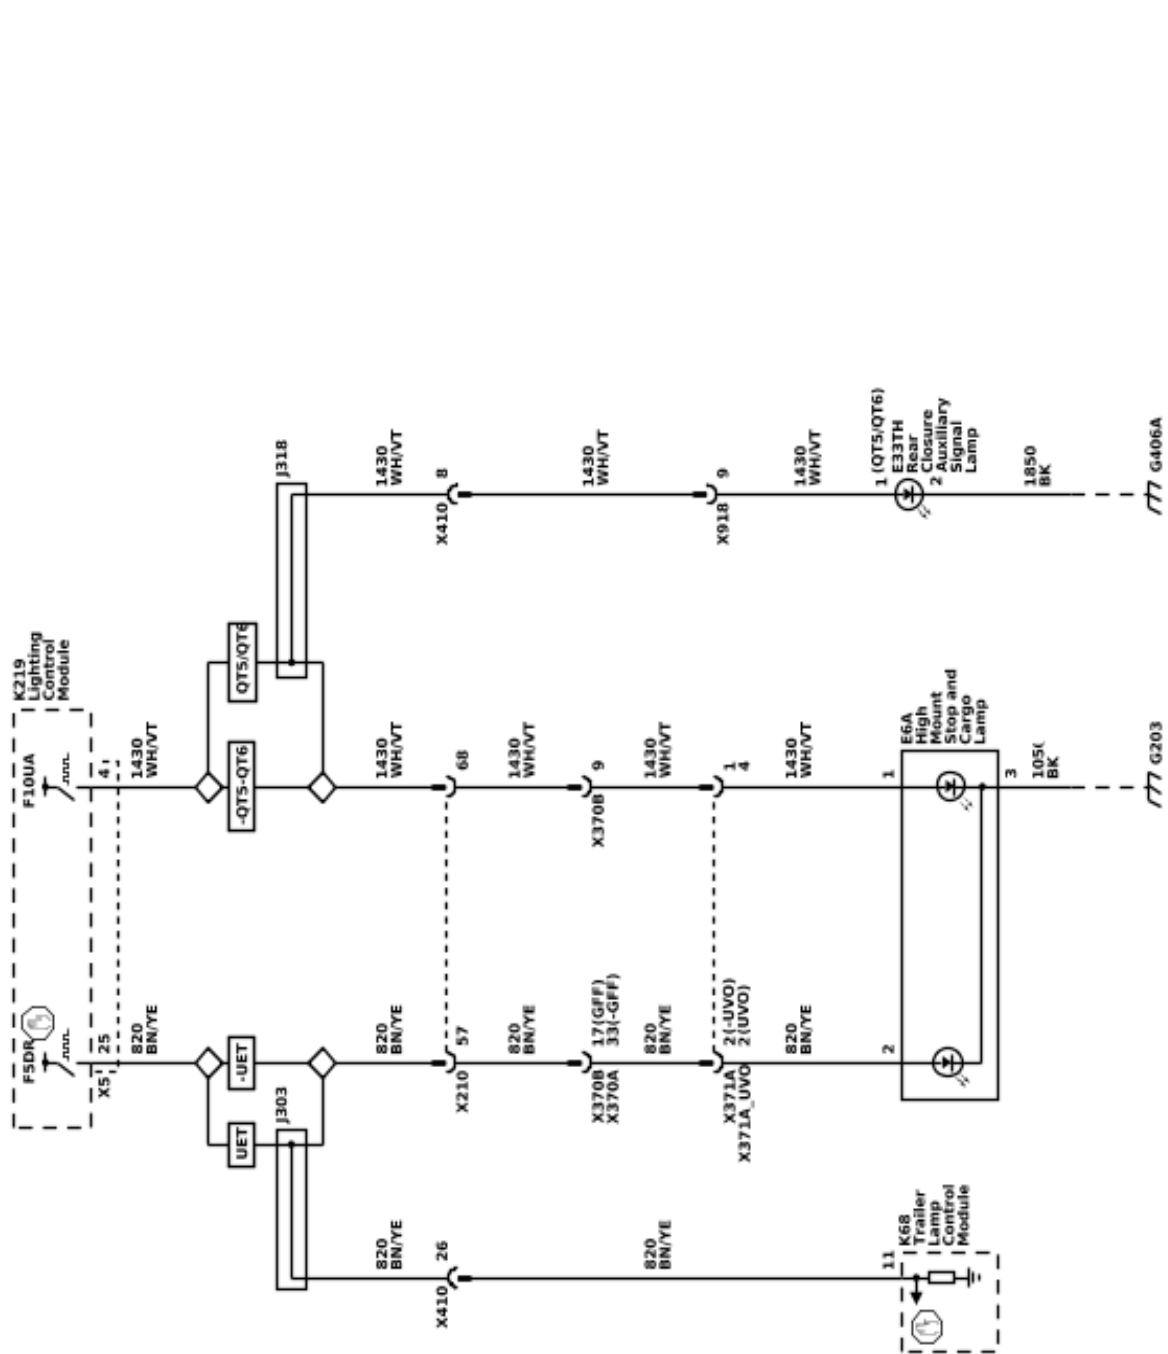 K219
Lighting
Control
Module
F5DR
F10UA
X5
25
4
820
BN/YE
1430
WH/VT
UET
-UET
-QT5-QT6
QT5/QT6
J303
J318
820
BN/YE
820
BN/YE
1430
WH/VT
1430
WH/VT
X410
26
X210
57
68
X410
8
820
BN/YE
820
BN/YE
1430
WH/VT
1430
WH/VT
X370B
X370A
17(GFF)
33(-GFF)
X370B
9
820
BN/YE
1430
WH/VT
X371A
X371A_UVO
2(-UVO)
2(UVO)
1
4
X918
9
820
BN/YE
1430
WH/VT
1430
WH/VT
11
K68
Trailer
Lamp
Control
Module
2
1
E6A
High
Mount
Stop and
Cargo
Lamp
3
1 (QT5/QT6)
E33TH
Rear
Closure
Auxiliary
Signal
Lamp
2
BK
1850
BK
G203
G406A